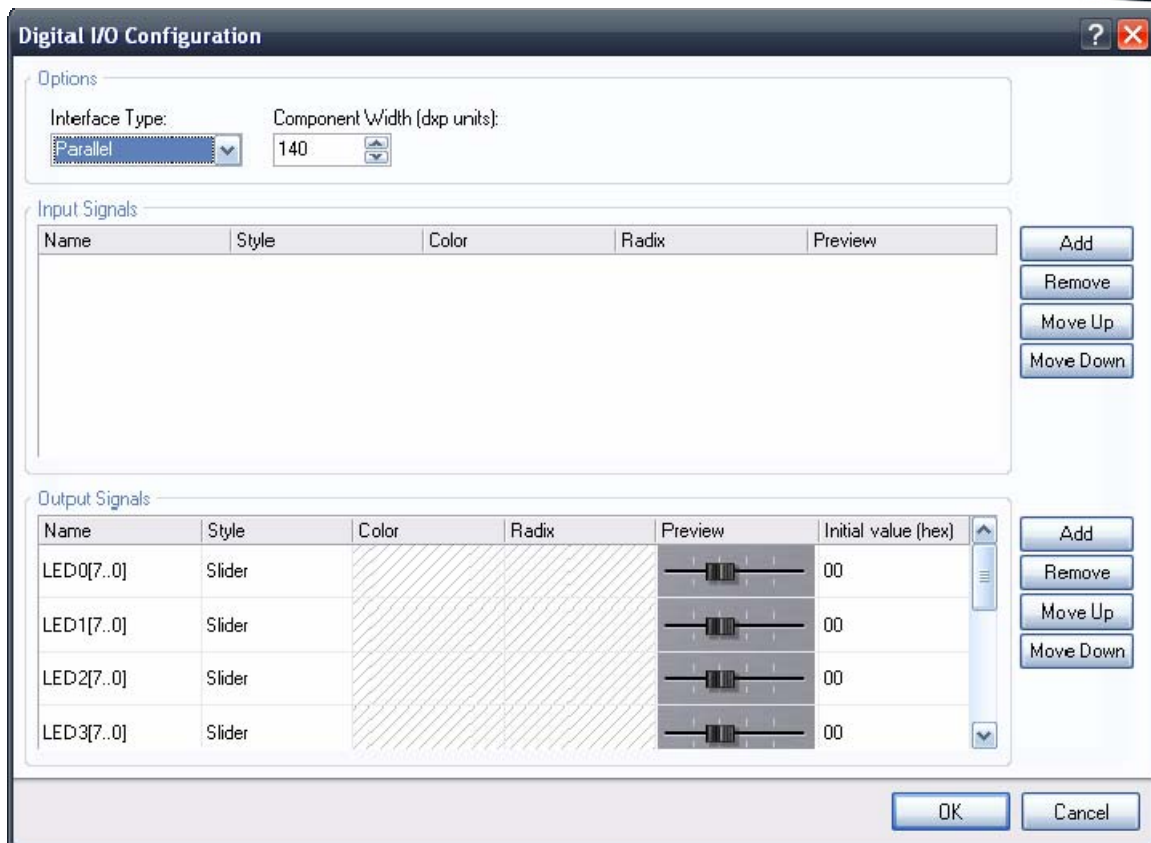 Digital I/O Configuration
?
Options
Interface Type: Component Width (dxp units):
Parallel 140
Input Signals
Name Style Color Radix Preview
Add
Remove
Move Up
Move Down
Output Signals
Name Style Color Radix Preview Initial value (hex)
LED0[7..0] Slider 00
LED1[7..0] Slider 00
LED2[7..0] Slider 00
LED3[7..0] Slider 00
Add
Remove
Move Up
Move Down
OK Cancel